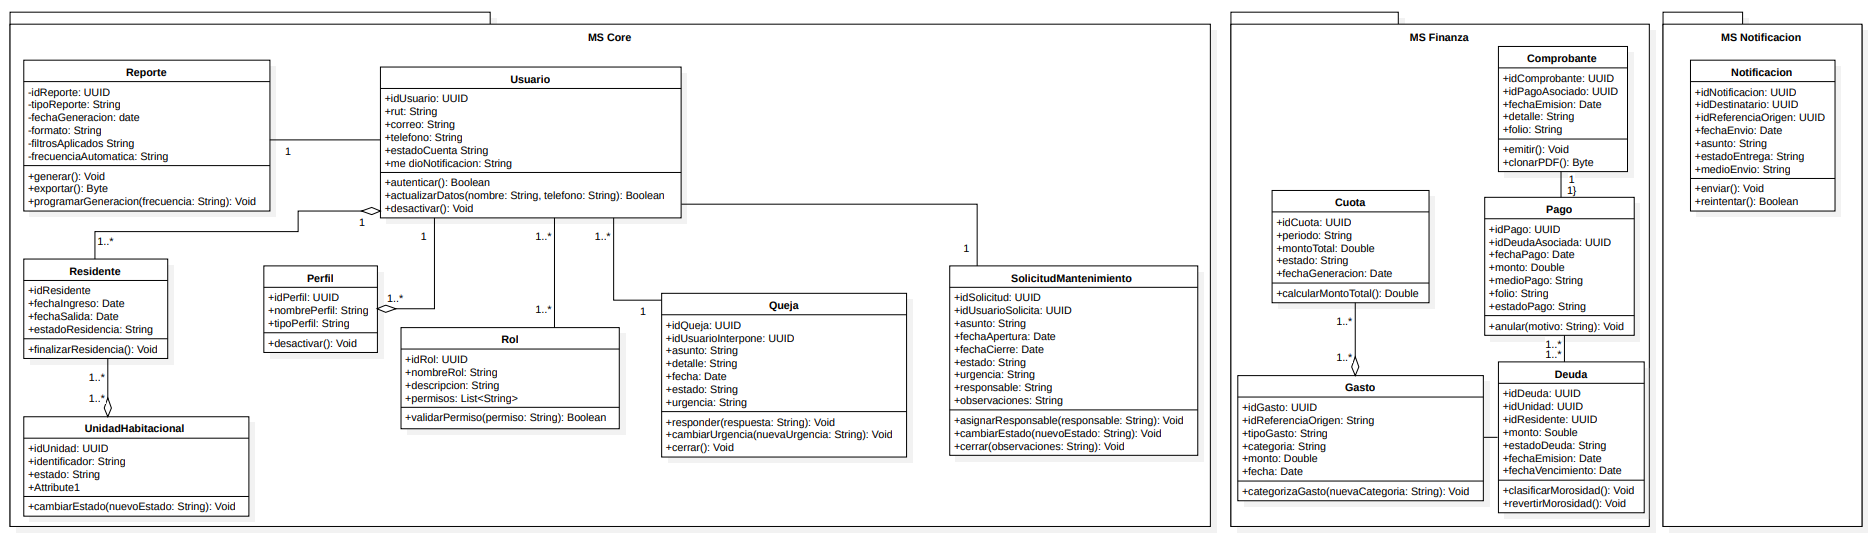 MS Core
Reporte
-idReporte: UUID
-tipoReporte: String
-fechaGeneracion: date
-formato: String
-filtrosAplicados String
-frecuenciaAutomatica: String
+generar(): Void
+exportar(): Byte
+programarGeneracion(frecuencia: String): Void
1
Usuario
+idUsuario: UUID
+rut: String
+correo: String
+telefono: String
+estadoCuenta String
+me dioNotificacion: String
+autenticar(): Boolean
+actualizarDatos(nombre: String, telefono: String): Boolean
+desactivar(): Void
1
1..*
1
1..*
1..*
1..*
1..*
1
1
Residente
+idResidente
+fechaIngreso: Date
+fechaSalida: Date
+estadoResidencia: String
+finalizarResidencia(): Void
1..*
1..*
UnidadHabitacional
+idUnidad: UUID
+identificador: String
+estado: String
+Attribute1
+cambiarEstado(nuevoEstado: String): Void
Perfil
+idPerfil: UUID
+nombrePerfil: String
+tipoPerfil: String
+desactivar(): Void
Rol
+idRol: UUID
+nombreRol: String
+descripcion: String
+permisos: List<String>
+validarPermiso(permiso: String): Boolean
Queja
+idQueja: UUID
+idUsuarioInterpone: UUID
+asunto: String
+detalle: String
+fecha: Date
+estado: String
+urgencia: String
+responder(respuesta: String): Void
+cambiarUrgencia(nuevaUrgencia: String): Void
+cerrar(): Void
SolicitudMantenimiento
+idSolicitud: UUID
+idUsuarioSolicita: UUID
+asunto: String
+fechaApertura: Date
+fechaCierre: Date
+estado: String
+urgencia: String
+responsable: String
+observaciones: String
+asignarResponsable(responsable: String): Void
+cambiarEstado(nuevoEstado: String): Void
+cerrar(observaciones: String): Void
MS Finanza
Comprobante
+idComprobante: UUID
+idPagoAsociado: UUID
+fechaEmision: Date
+detalle: String
+folio: String
+emitir(): Void
+clonarPDF(): Byte
1
1}
Cuota
+idCuota: UUID
+periodo: String
+montoTotal: Double
+estado: String
+fechaGeneracion: Date
+calcularMontoTotal(): Double
1..*
1..*
Pago
+idPago: UUID
+idDeudaAsociada: UUID
+fechaPago: Date
+monto: Double
+medioPago: String
+folio: String
+estadoPago: String
+anular(motivo: String): Void
1..*
1..*
Gasto
+idGasto: UUID
+idReferenciaOrigen: String
+tipoGasto: String
+categoria: String
+monto: Double
+fecha: Date
+categorizaGasto(nuevaCategoria: String): Void
Deuda
+idDeuda: UUID
+idUnidad: UUID
+idResidente: UUID
+monto: Souble
+estadoDeuda: String
+fechaEmision: Date
+fechaVencimiento: Date
+clasificarMorosidad(): Void
+revertirMorosidad(): Void
MS Notificacion
Notificacion
+idNotificacion: UUID
+idDestinatario: UUID
+idReferenciaOrigen: UUID
+fechaEnvio: Date
+asunto: String
+estadoEntrega: String
+medioEnvio: String
+enviar(): Void
+reintentar(): Boolean